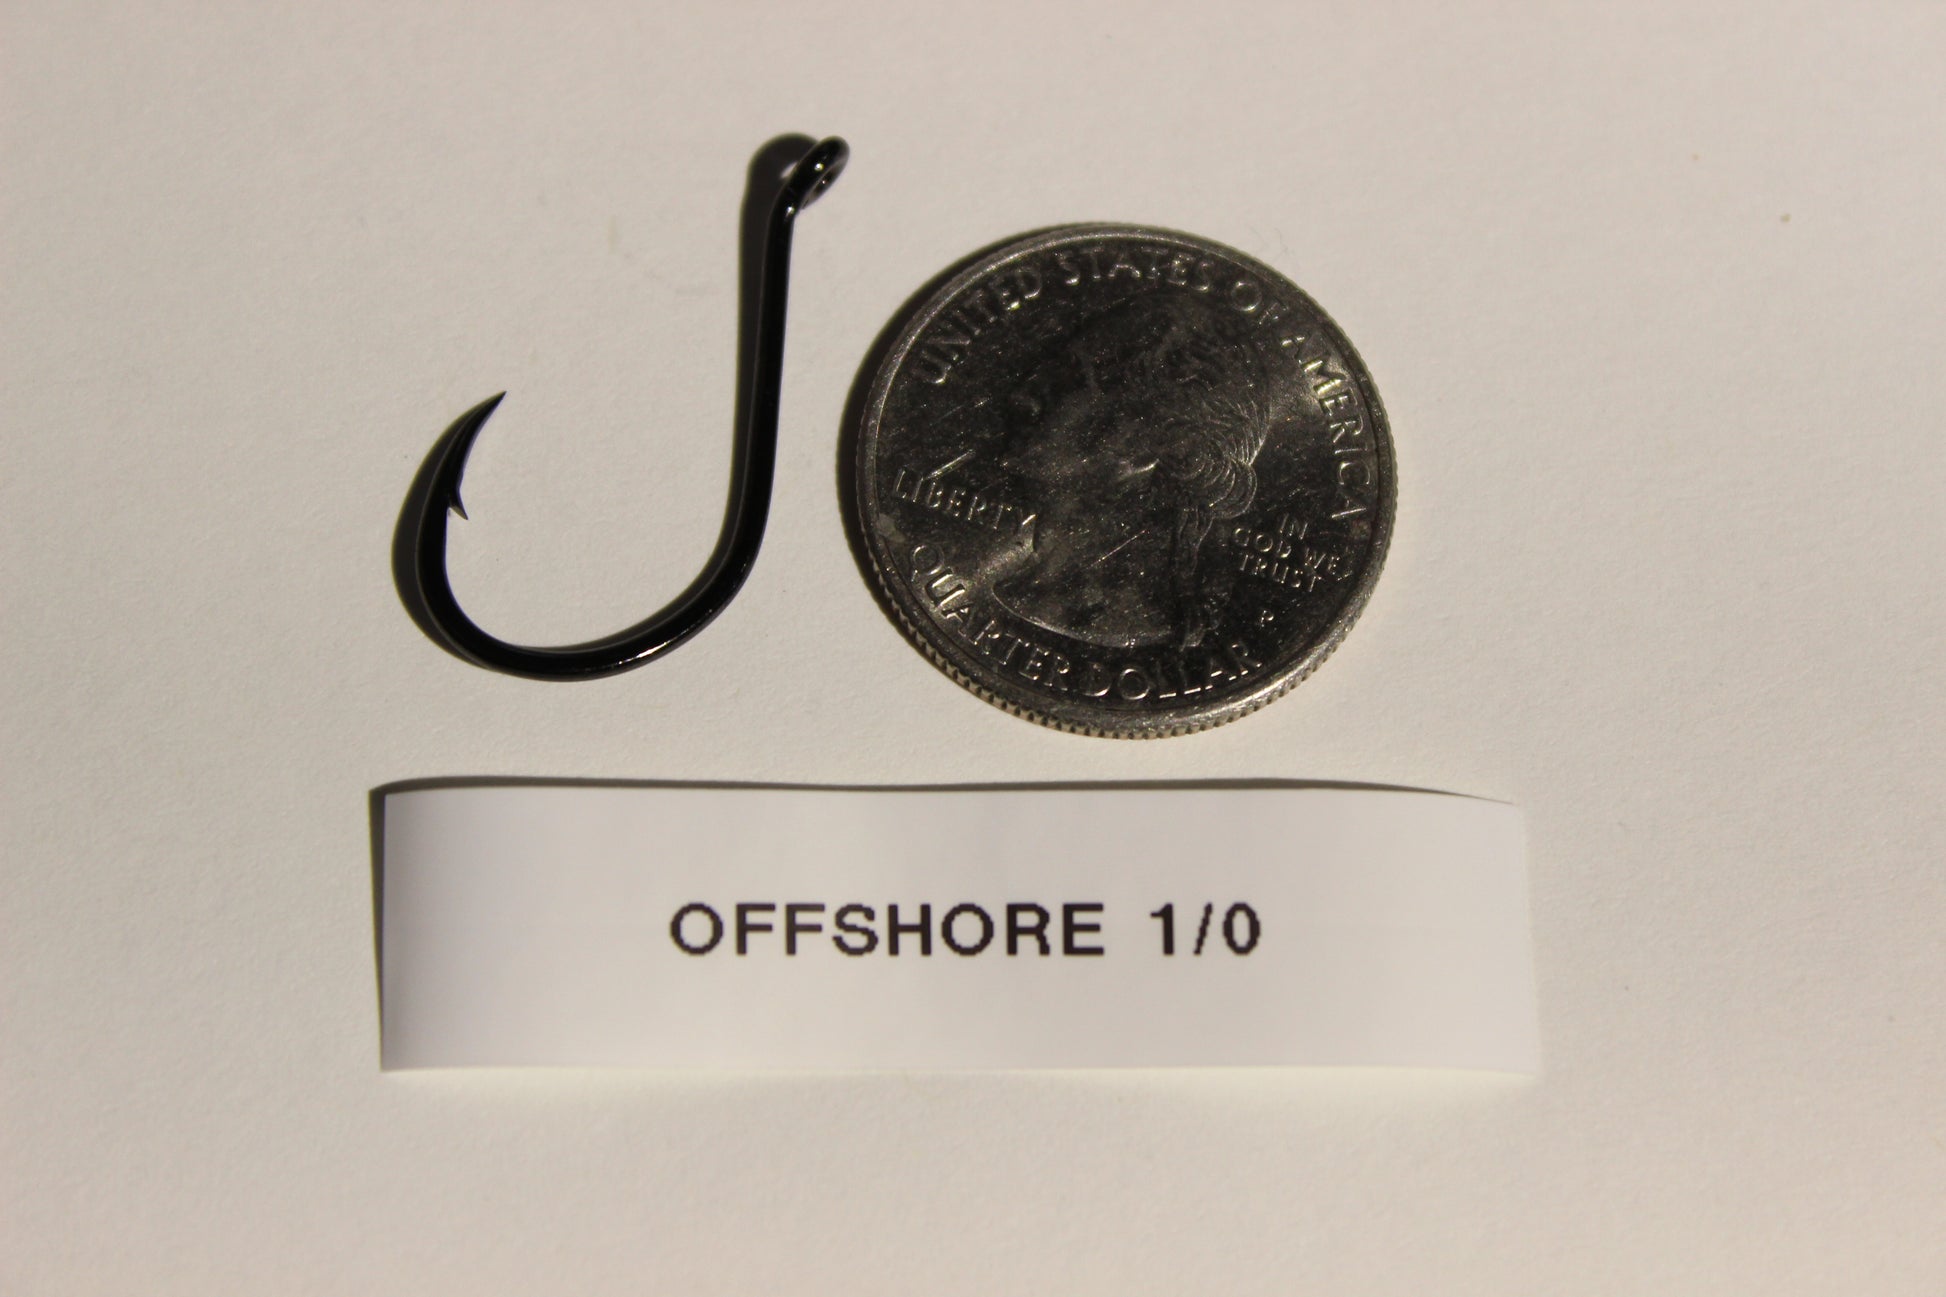 UNITED STATES OF AMERICA
LIBERTY
IN
GOD WE
TRUST
P
QUARTER DOLLAR
OFFSHORE 1/0